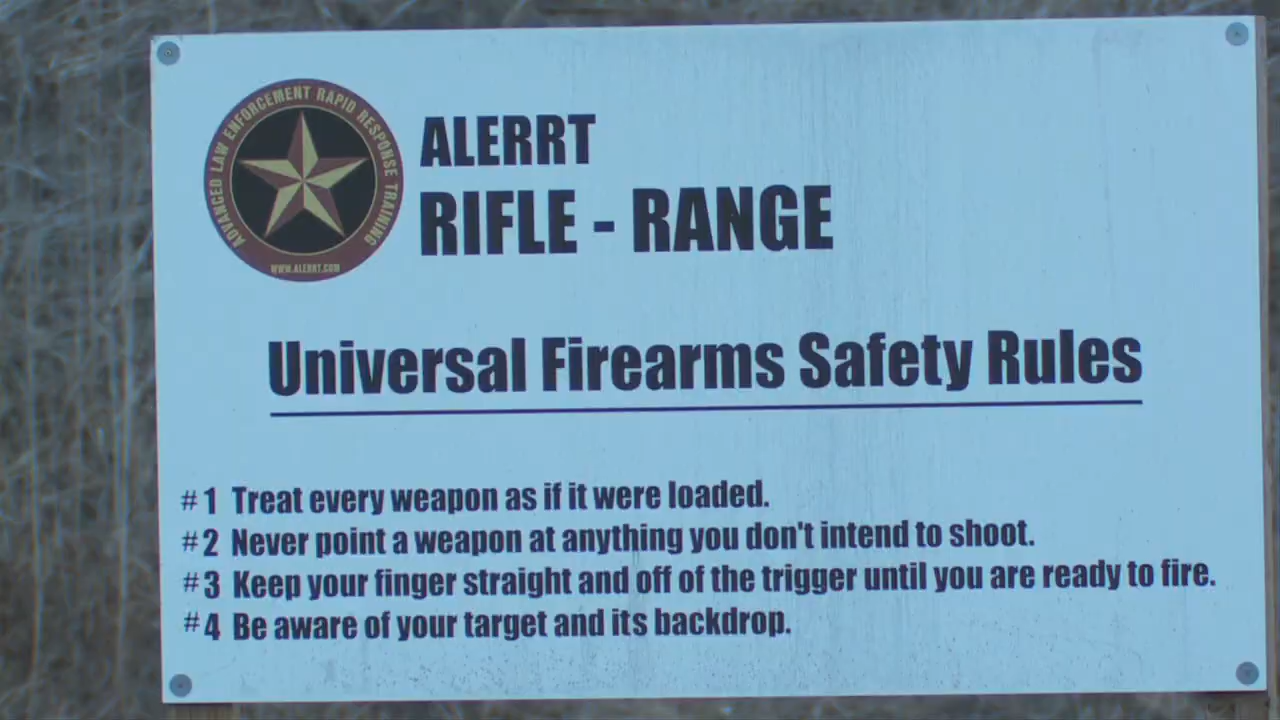 ADVANCED LAW ENFORCEMENT RAPID RESPONSE TRAINING
WWW.ALERRT.COM
ALERRT
RIFLE - RANGE
Universal Firearms Safety Rules
#1 Treat every weapon as if it were loaded.
#2 Never point a weapon at anything you don't intend to shoot.
#3 Keep your finger straight and off of the trigger until you are ready to fire.
#4 Be aware of your target and its backdrop.